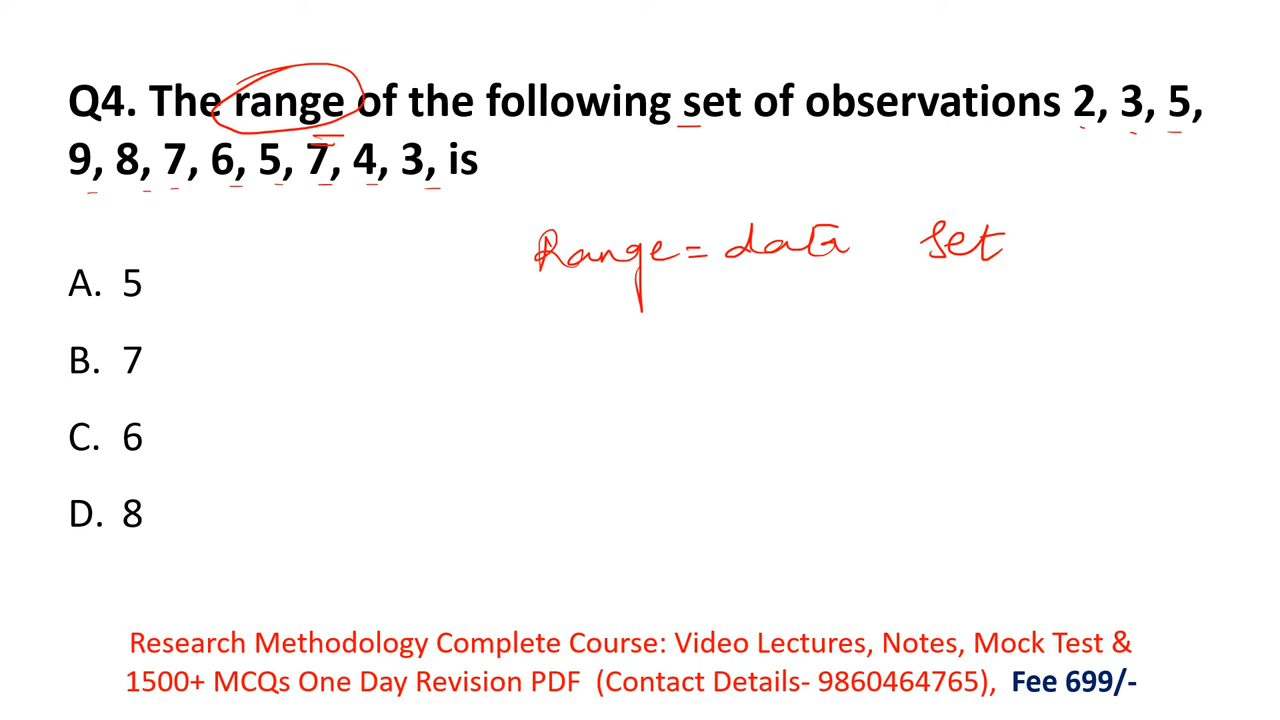 Q4. The range of the following set of observations 2, 3, 5,
9, 8, 7, 6, 5, 7, 4, 3, is
Range = data set
A. 5
B. 7
C. 6
D. 8
Research Methodology Complete Course: Video Lectures, Notes, Mock Test &
1500+ MCQs One Day Revision PDF (Contact Details- 9860464765), Fee 699/-